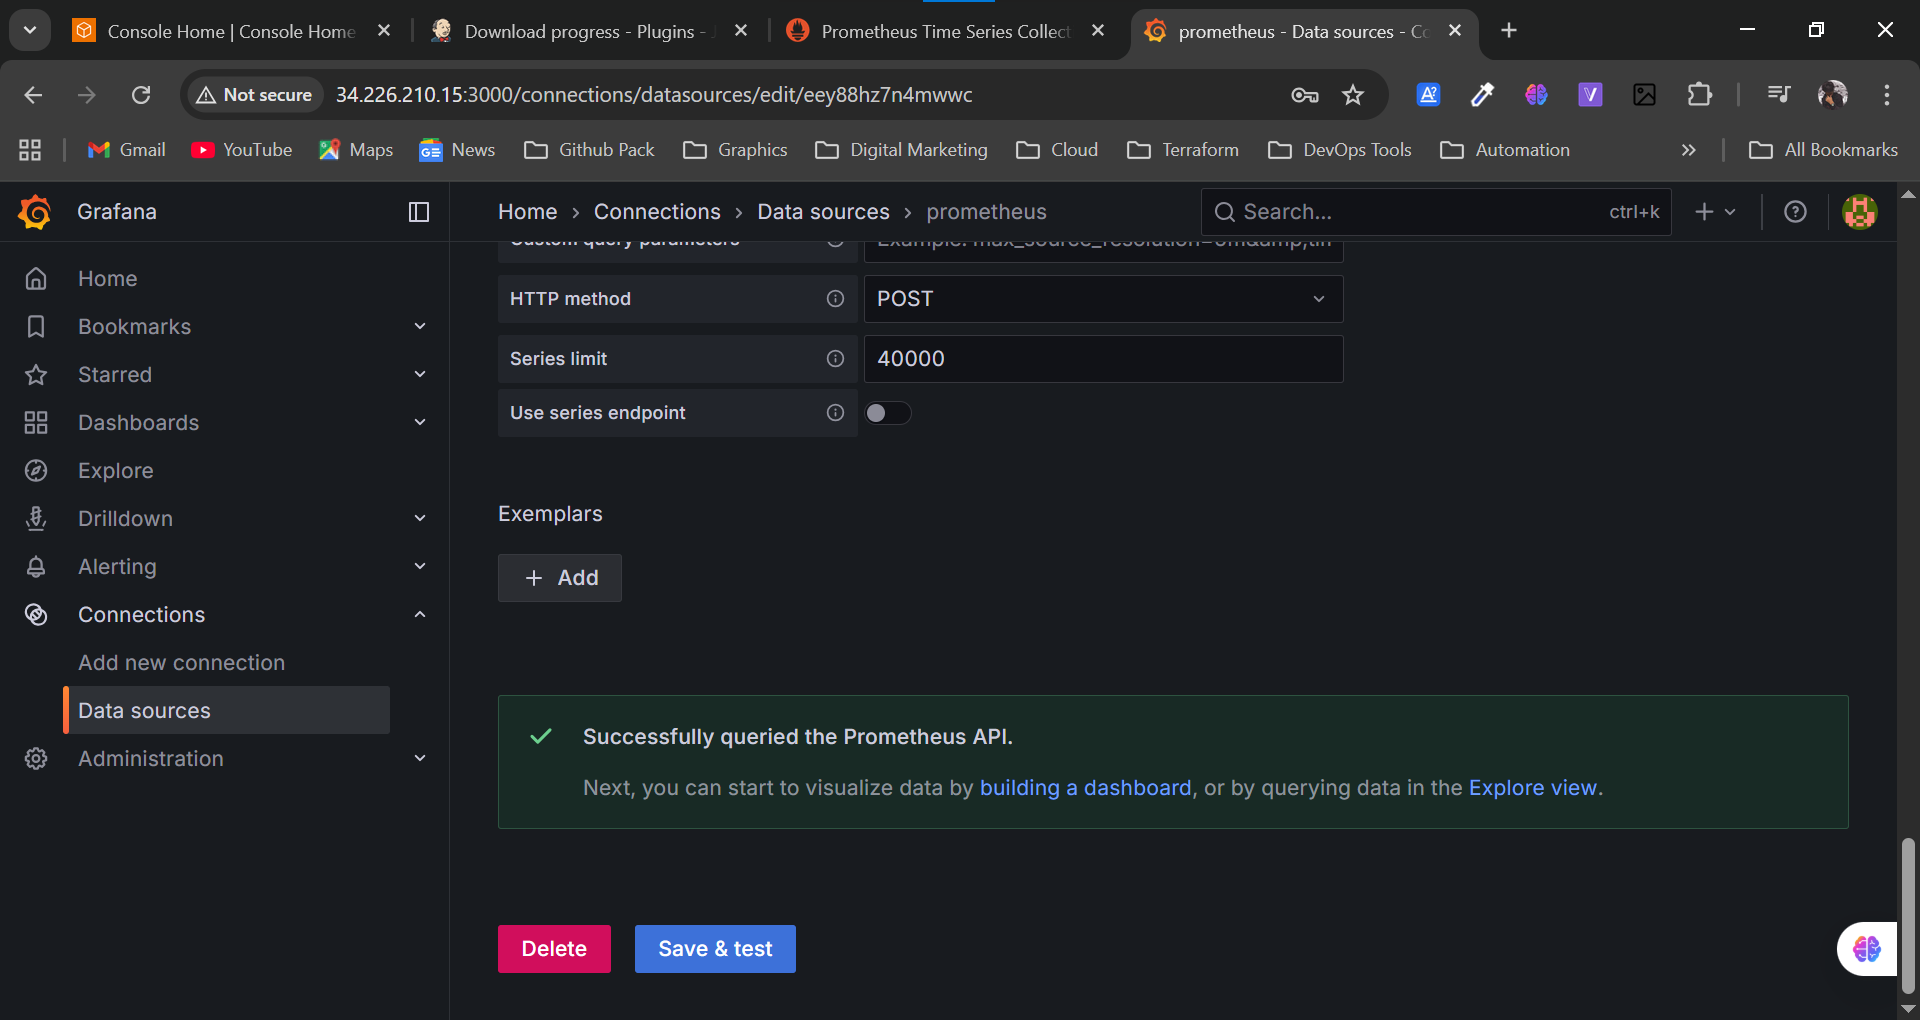 Console Home | Console Home
Download progress - Plugins -
Prometheus Time Series Collect
prometheus - Data sources - Co
Not secure
34.226.210.15:3000/connections/datasources/edit/eey88hz7n4mwwc
Gmail
YouTube
Maps
News
Github Pack
Graphics
Digital Marketing
Cloud
Terraform
DevOps Tools
Automation
All Bookmarks
Grafana
Home › Connections › Data sources › prometheus
Search...
ctrl+k
Home
Bookmarks
Starred
Dashboards
Explore
Drilldown
Alerting
Connections
Add new connection
Data sources
Administration
Custom query parameters
HTTP method
POST
Series limit
40000
Use series endpoint
Exemplars
+ Add
Successfully queried the Prometheus API.
Next, you can start to visualize data by building a dashboard, or by querying data in the Explore view.
Delete
Save & test